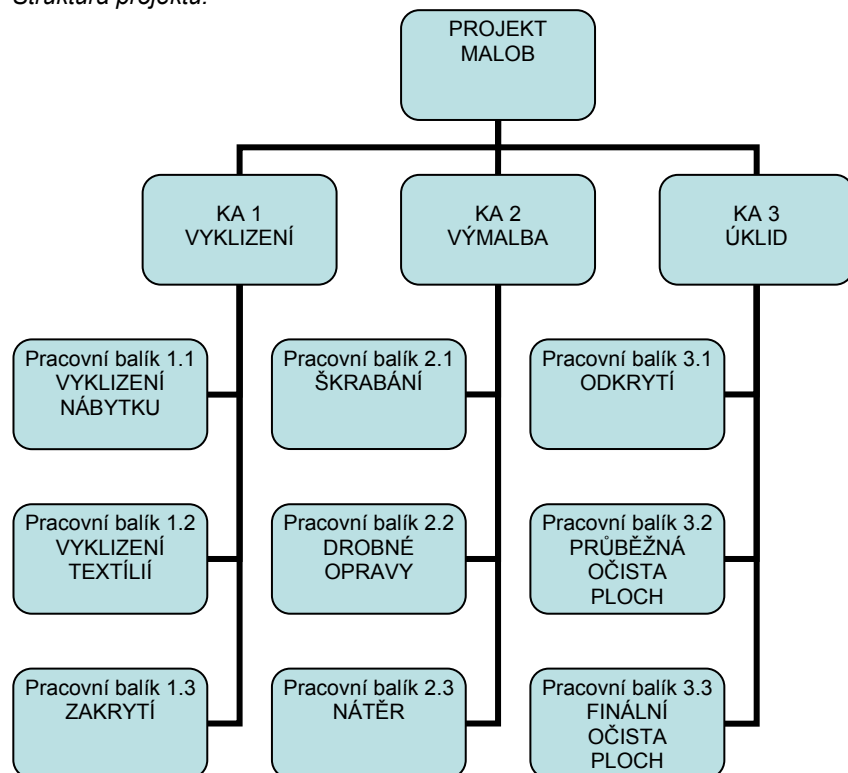 Struktura projektu:
PROJEKT
MALOB
KA 1
VYKLIZENÍ
KA 2
VÝMALBA
KA 3
ÚKLID
Pracovní balík 1.1
VYKLIZENÍ
NÁBYTKU
Pracovní balík 2.1
ŠKRABÁNÍ
Pracovní balík 3.1
ODKRYTÍ
Pracovní balík 1.2
VYKLIZENÍ
TEXTÍLIÍ
Pracovní balík 2.2
DROBNÉ
OPRAVY
Pracovní balík 3.2
PRŮBĚŽNÁ
OČISTA
PLOCH
Pracovní balík 1.3
ZAKRYTÍ
Pracovní balík 2.3
NÁTĚR
Pracovní balík 3.3
FINÁLNÍ
OČISTA
PLOCH